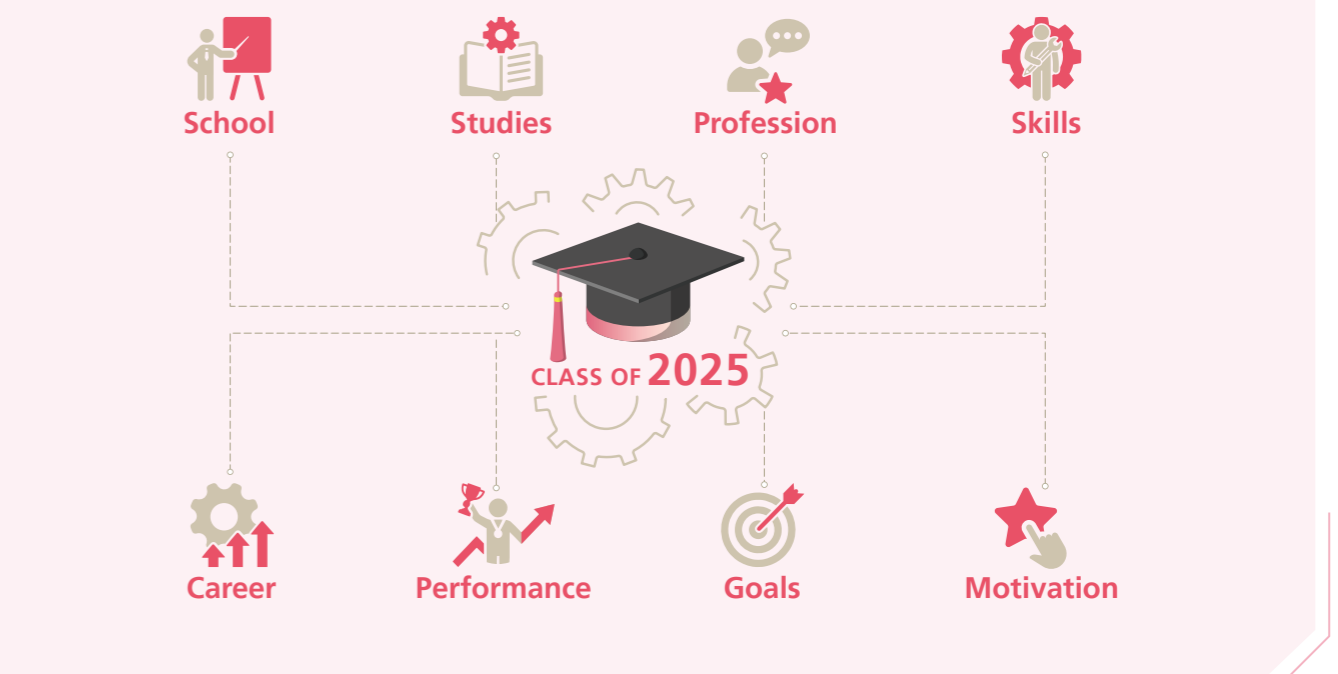 School
Studies
Profession
Skills
CLASS OF 2025
Career
Performance
Goals
Motivation